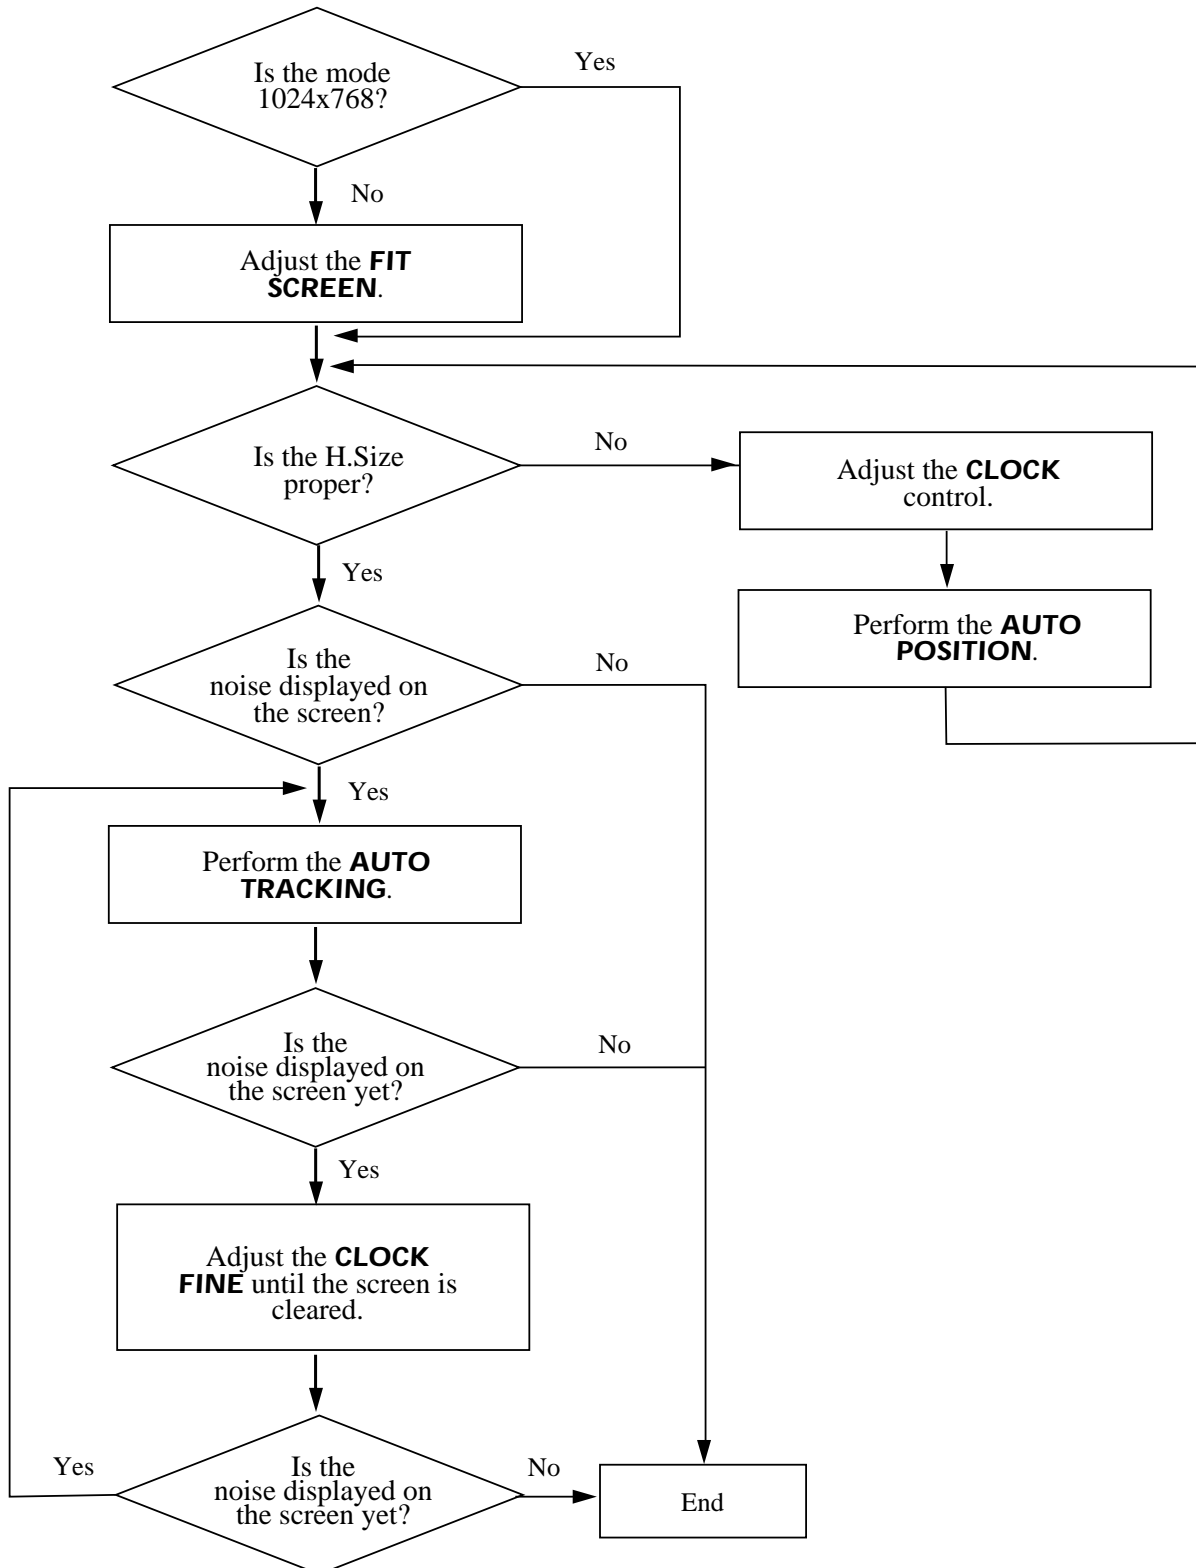 Is the mode
1024x768?
Yes
No
Adjust the FIT
SCREEN.
Is the H.Size
proper?
No
Adjust the CLOCK
control.
Yes
Perform the AUTO
POSITION.
Is the
noise displayed on
the screen?
No
Yes
Perform the AUTO
TRACKING.
Is the
noise displayed on
the screen yet?
No
Yes
Adjust the CLOCK
FINE until the screen is
cleared.
Yes
Is the
noise displayed on
the screen yet?
No
End